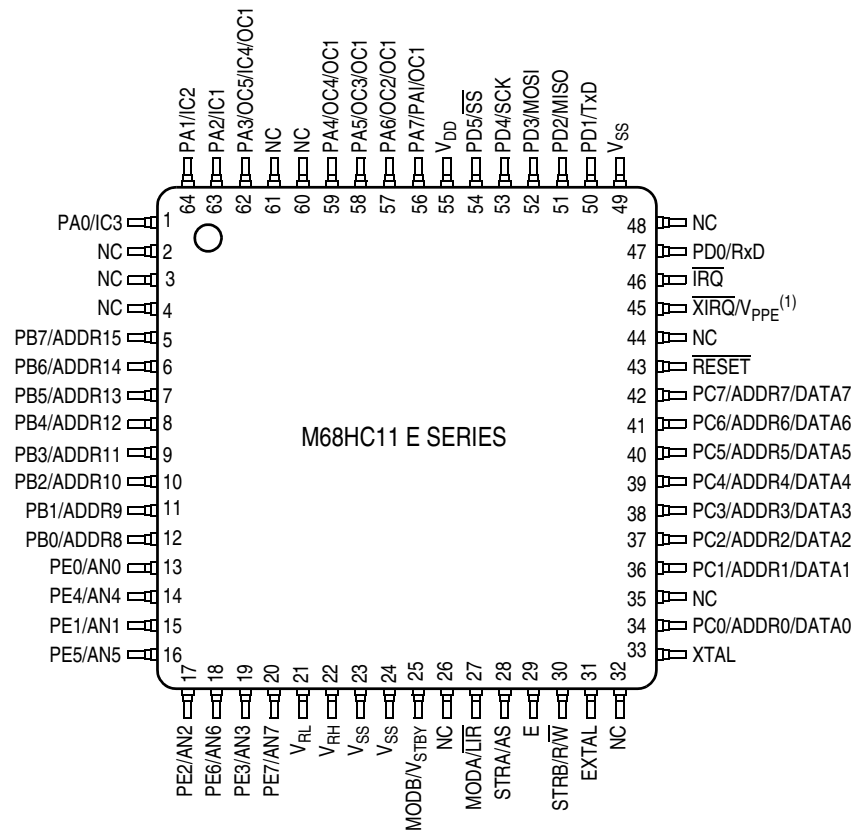 PA1/IC2
PA2/IC1
PA3/OC5/IC4/OC1
NC
NC
PA4/OC4/OC1
PA5/OC3/OC1
PA6/OC2/OC1
PA7/PAI/OC1
VDD
PD5/S̅S̅
PD4/SCK
PD3/MOSI
PD2/MISO
PD1/TxD
VSS
64
63
62
61
60
59
58
57
56
55
54
53
52
51
50
49
PA0/IC3 1
NC 2
NC 3
NC 4
PB7/ADDR15 5
PB6/ADDR14 6
PB5/ADDR13 7
PB4/ADDR12 8
PB3/ADDR11 9
PB2/ADDR10 10
PB1/ADDR9 11
PB0/ADDR8 12
PE0/AN0 13
PE4/AN4 14
PE1/AN1 15
PE5/AN5 16
M68HC11 E SERIES
48 NC
47 PD0/RxD
46 I̅R̅Q̅
45 X̅I̅R̅Q̅/VPPE(1)
44 NC
43 R̅E̅S̅E̅T̅
42 PC7/ADDR7/DATA7
41 PC6/ADDR6/DATA6
40 PC5/ADDR5/DATA5
39 PC4/ADDR4/DATA4
38 PC3/ADDR3/DATA3
37 PC2/ADDR2/DATA2
36 PC1/ADDR1/DATA1
35 NC
34 PC0/ADDR0/DATA0
33 XTAL
17
18
19
20
21
22
23
24
25
26
27
28
29
30
31
32
PE2/AN2
PE6/AN6
PE3/AN3
PE7/AN7
VRL
VRH
VSS
VSS
MODB/VSTBY
NC
MODA/L̅I̅R̅
STRA/AS
E
STRB/R/W̅
EXTAL
NC